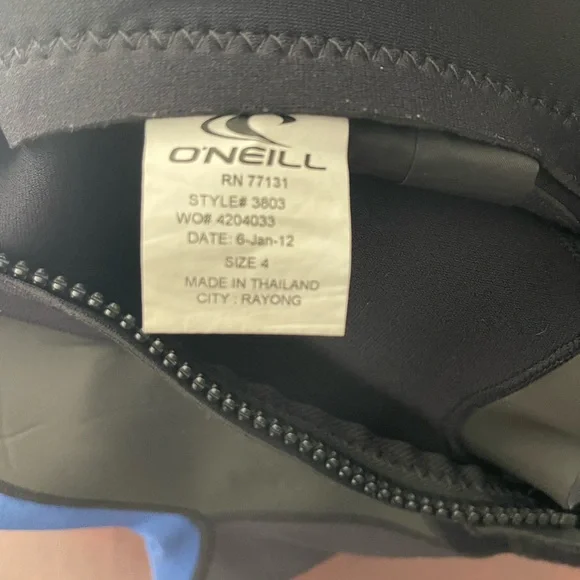 O'NEILL
RN 77131
STYLE# 3803
WO# 4204033
DATE: 6-Jan-12
SIZE 4
MADE IN THAILAND
CITY : RAYONG